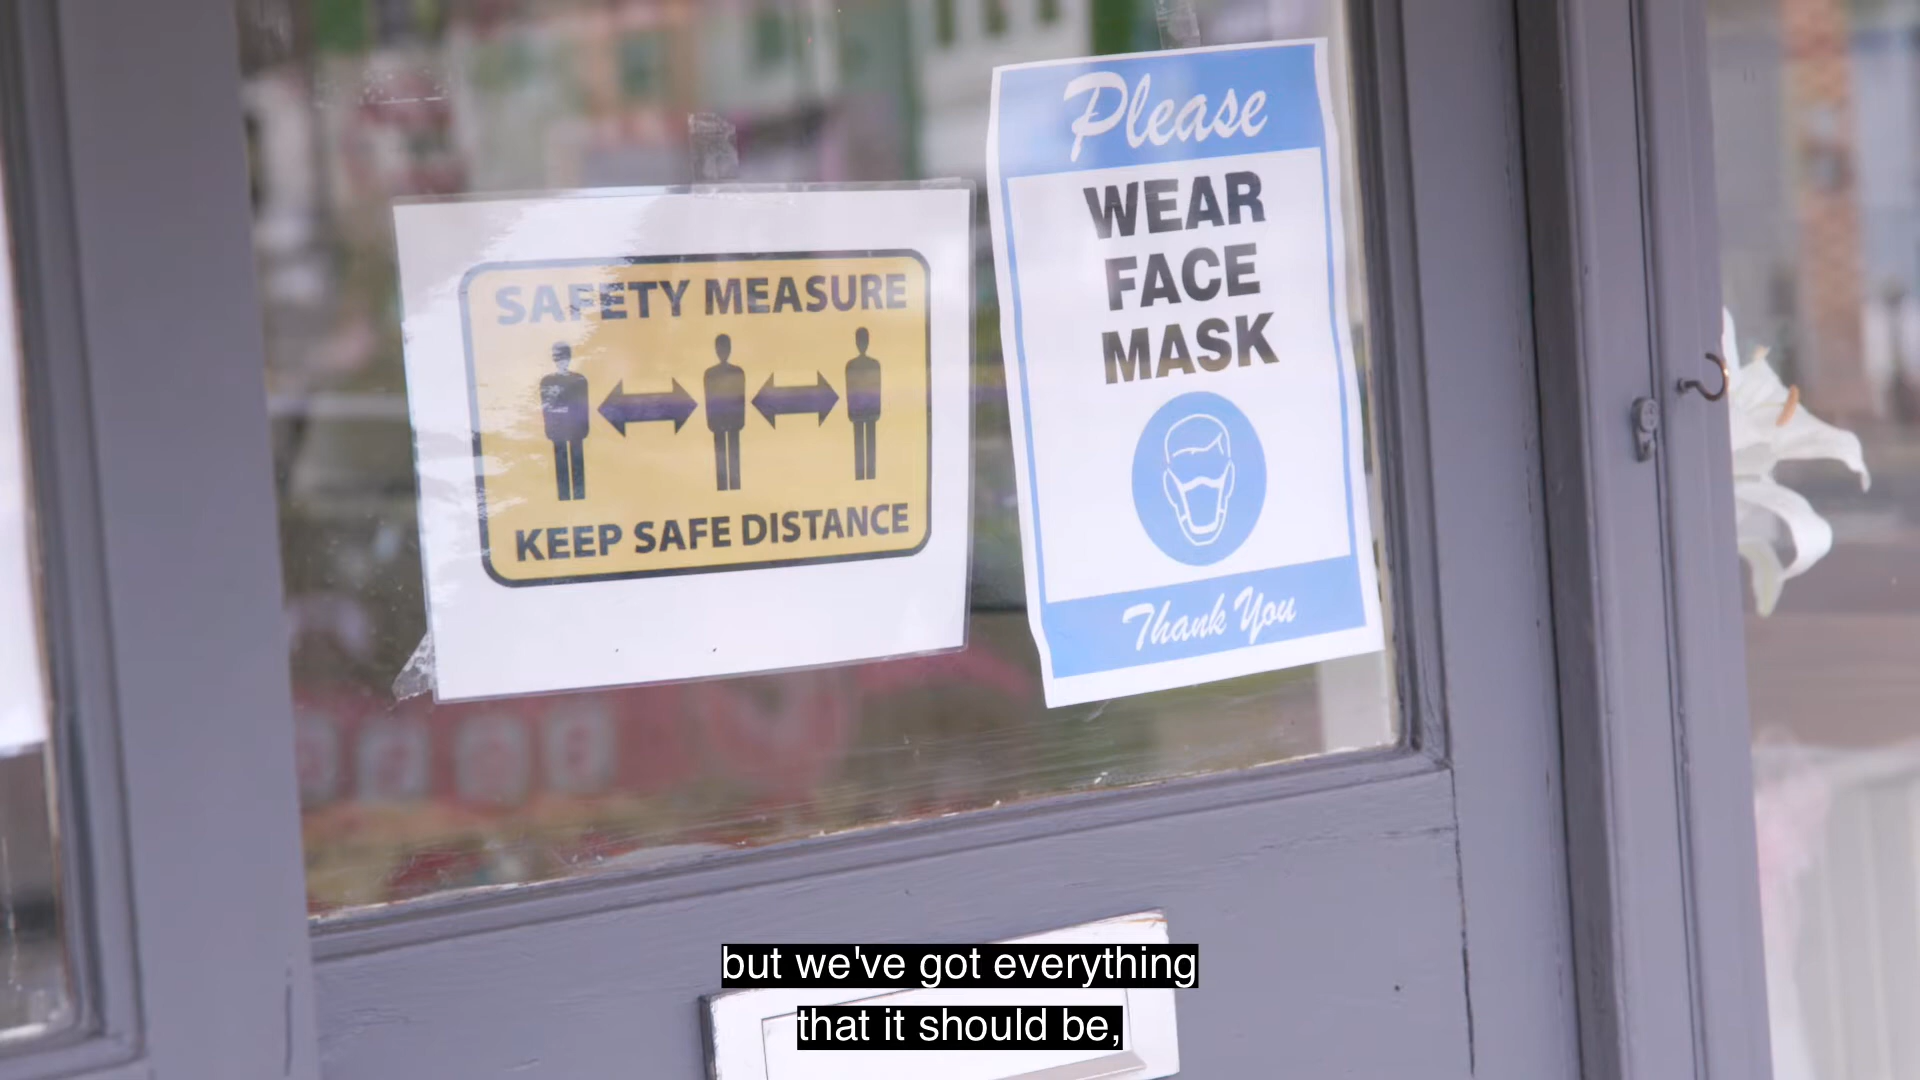 SAFETY MEASURE
KEEP SAFE DISTANCE
Please
WEAR
FACE
MASK
Thank You
but we've got everything
that it should be,